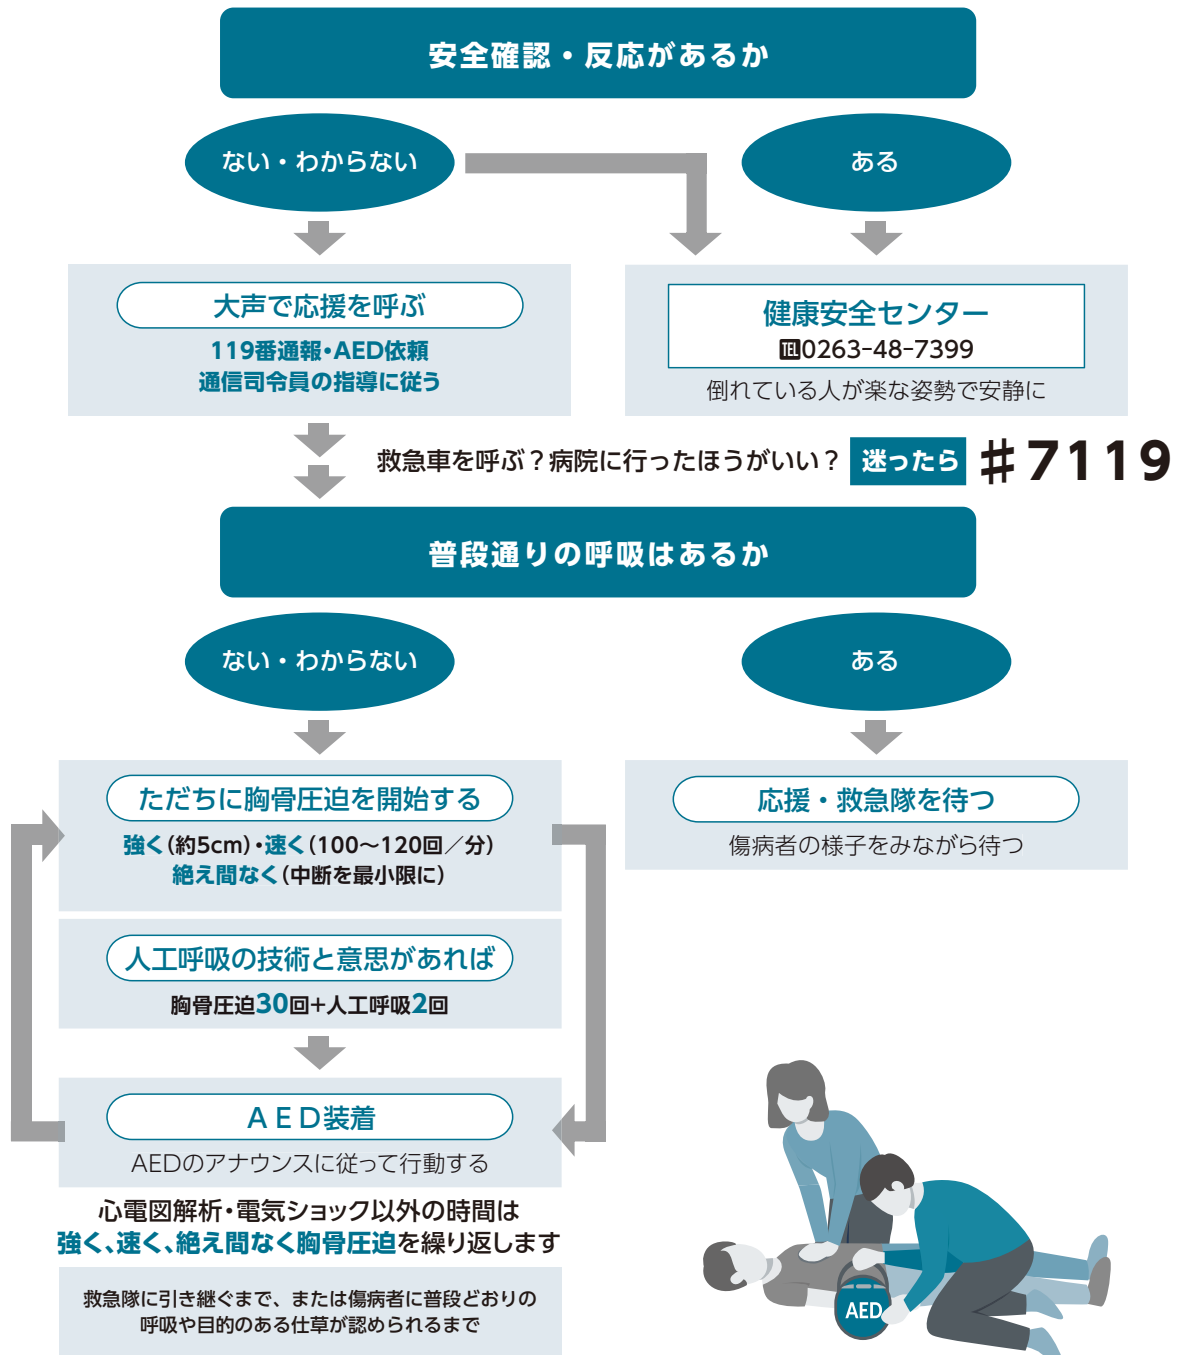 安全確認・反応があるか
ない・わからない
ある
大声で応援を呼ぶ
119番通報・AED依頼
通信司令員の指導に従う
健康安全センター
TEL0263-48-7399
倒れている人が楽な姿勢で安静に
救急車を呼ぶ？病院に行ったほうがいい？ 迷ったら ♯7119
普段通りの呼吸はあるか
ない・わからない
ある
ただちに胸骨圧迫を開始する
強く(約5cm)・速く(100〜120回／分)
絶え間なく(中断を最小限に)
応援・救急隊を待つ
傷病者の様子をみながら待つ
人工呼吸の技術と意思があれば
胸骨圧迫30回+人工呼吸2回
ＡＥＤ装着
AEDのアナウンスに従って行動する
心電図解析・電気ショック以外の時間は
強く、速く、絶え間なく胸骨圧迫を繰り返します
救急隊に引き継ぐまで、または傷病者に普段どおりの
呼吸や目的のある仕草が認められるまで
AED